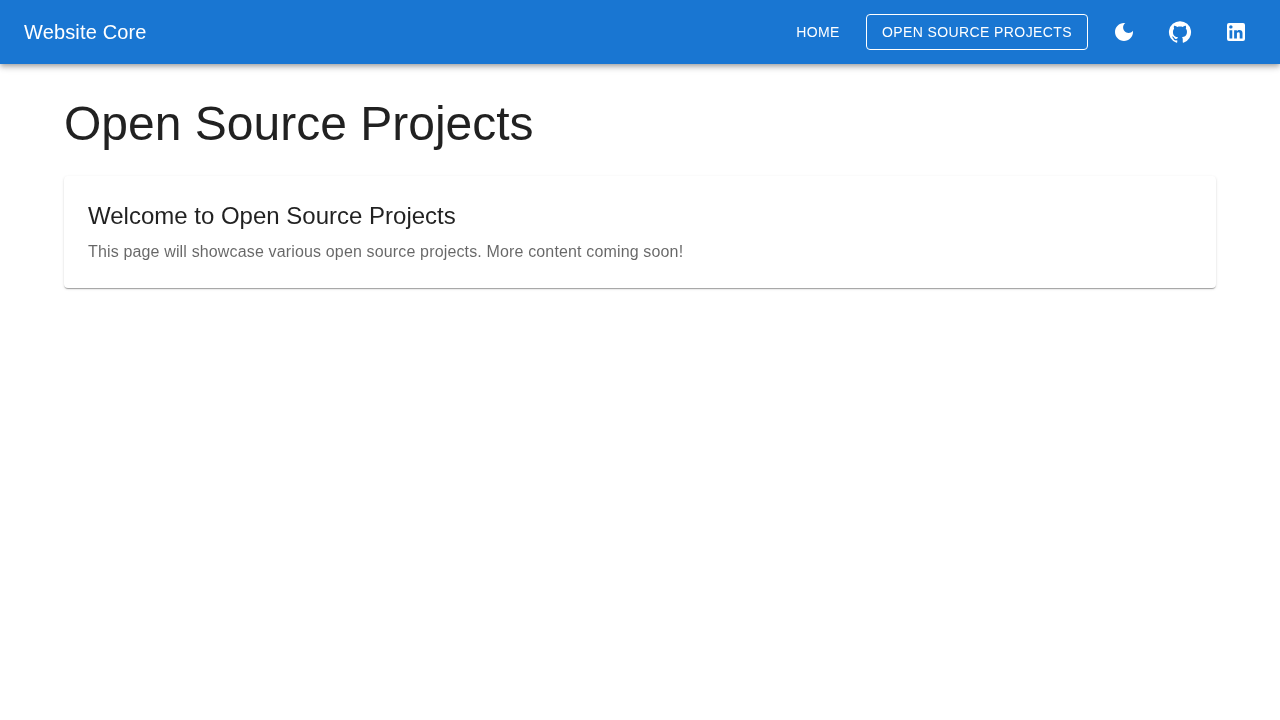 Website Core
HOME
OPEN SOURCE PROJECTS
Open Source Projects
Welcome to Open Source Projects
This page will showcase various open source projects. More content coming soon!